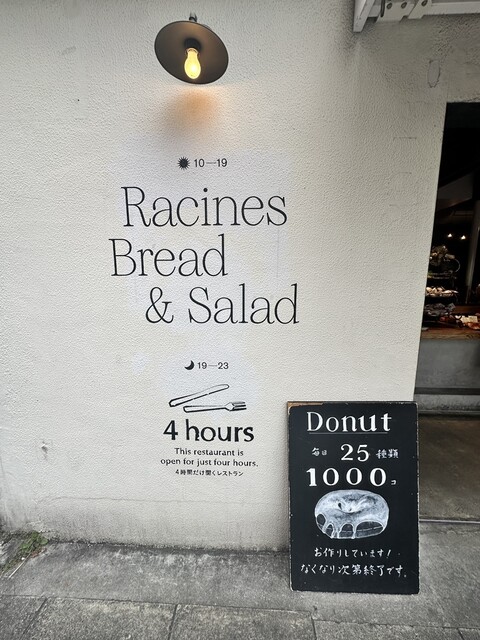 10—19
Racines
Bread
& Salad
19—23
4 hours
This restaurant is
open for just four hours.
4時間だけ開くレストラン
Donut
毎日 25 種類
1000コ
お作りしています!
なくなり次第終了です。